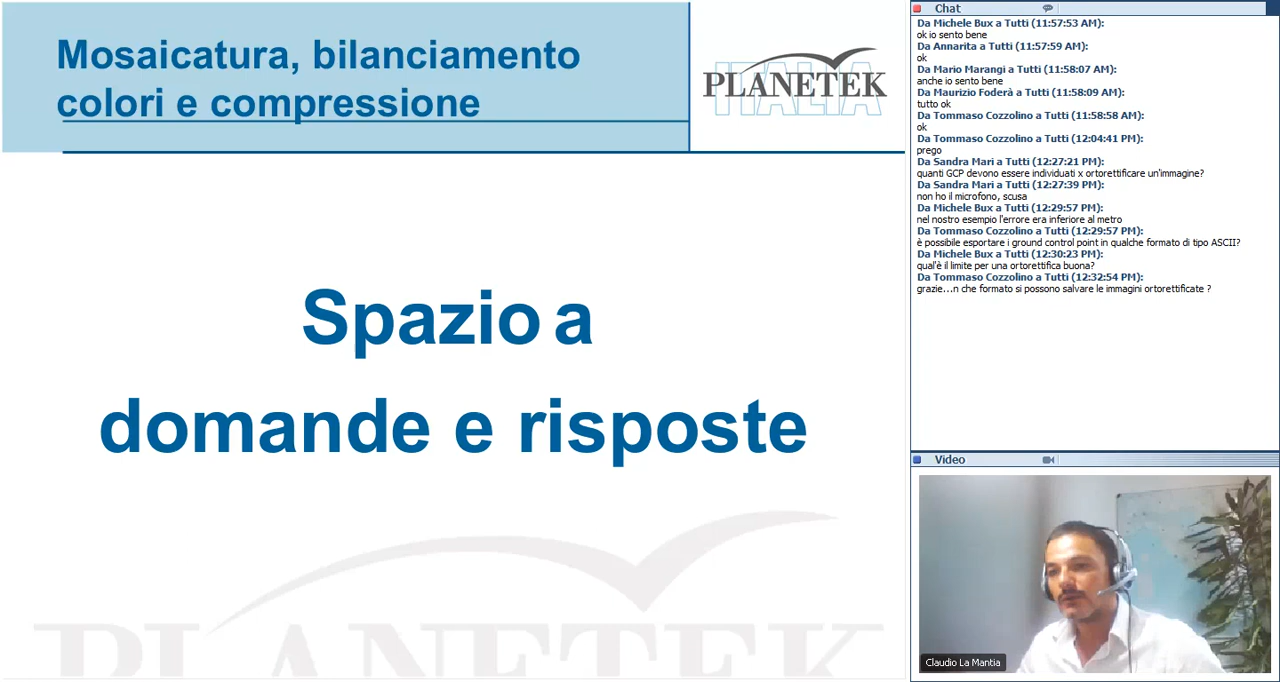 Mosaicatura, bilanciamento
colori e compressione
PLANETEK
ITALIA
Spazio a
domande e risposte
PLANETEK
Chat
Da Michele Bux a Tutti (11:57:53 AM):
ok io sento bene
Da Annarita a Tutti (11:57:59 AM):
ok
Da Mario Marangi a Tutti (11:58:07 AM):
anche io sento bene
Da Maurizio Foderà a Tutti (11:58:09 AM):
tutto ok
Da Tommaso Cozzolino a Tutti (11:58:58 AM):
ok
Da Tommaso Cozzolino a Tutti (12:04:41 PM):
prego
Da Sandra Mari a Tutti (12:27:21 PM):
quanti GCP devono essere individuati x ortorettificare un'immagine?
Da Sandra Mari a Tutti (12:27:39 PM):
non ho il microfono, scusa
Da Michele Bux a Tutti (12:29:57 PM):
nel nostro esempio l'errore era inferiore al metro
Da Tommaso Cozzolino a Tutti (12:29:57 PM):
è possibile esportare i ground control point in qualche formato di tipo ASCII?
Da Michele Bux a Tutti (12:30:23 PM):
qual'è il limite per una ortorettifica buona?
Da Tommaso Cozzolino a Tutti (12:32:54 PM):
grazie...n che formato si possono salvare le immagini ortorettificate ?
Video
Claudio La Mantia